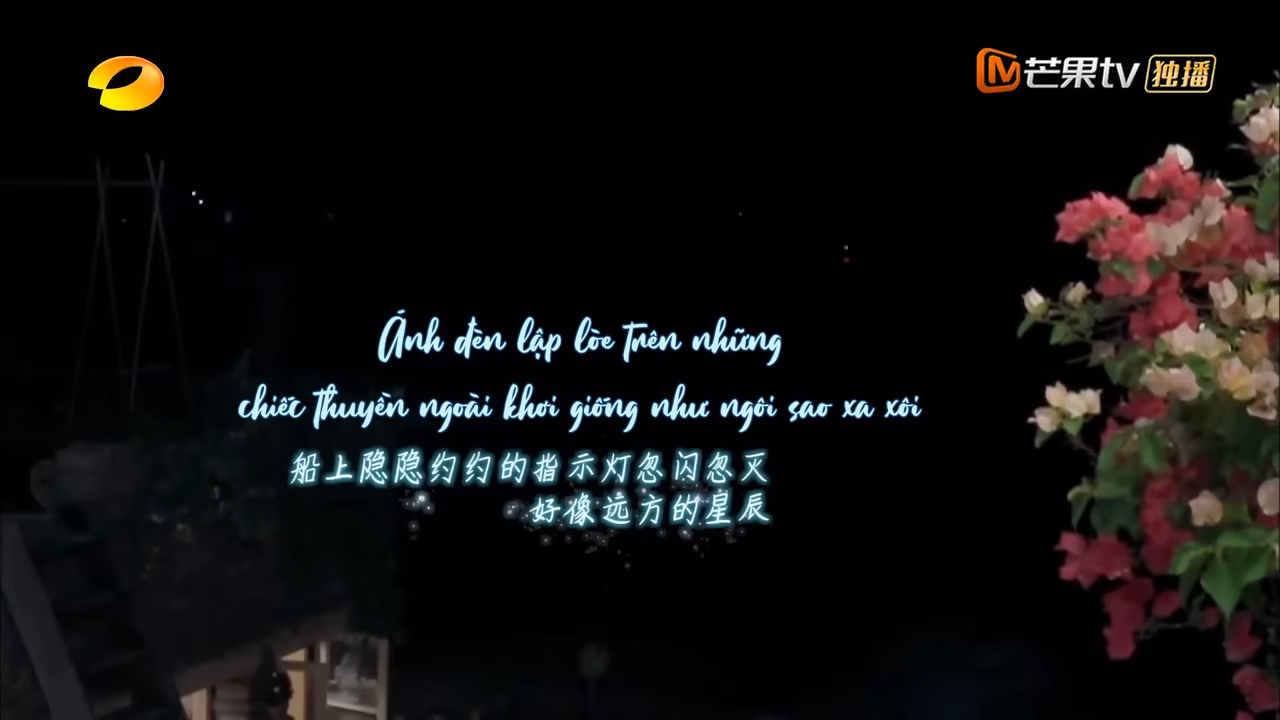 芒果tv 独播
Ánh đèn lập lòe trên những
chiếc thuyền ngoài khơi giống như ngôi sao xa xôi
船上隐隐约约的指示灯忽闪忽灭
好像远方的星辰